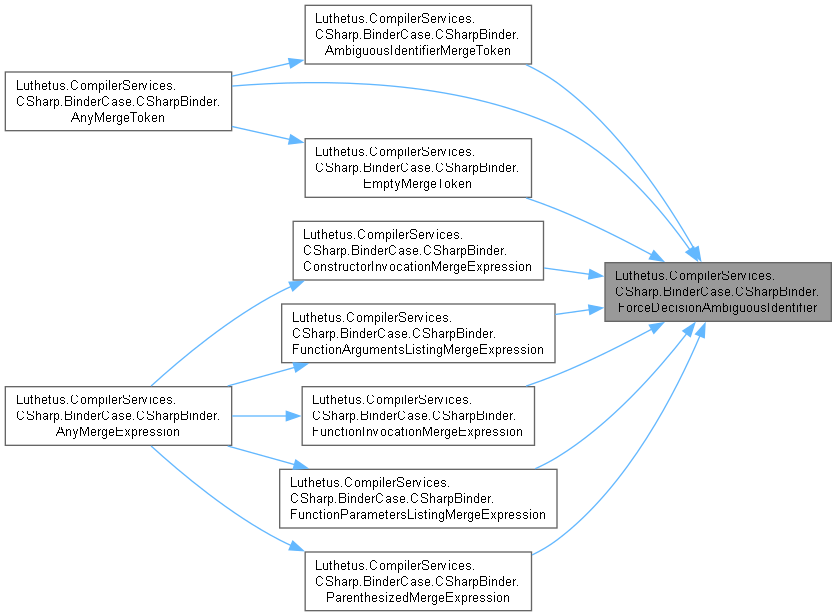 Luthetus.CompilerServices.
CSharp.BinderCase.CSharpBinder.
AmbiguousIdentifierMergeToken
Luthetus.CompilerServices.
CSharp.BinderCase.CSharpBinder.
AnyMergeToken
Luthetus.CompilerServices.
CSharp.BinderCase.CSharpBinder.
EmptyMergeToken
Luthetus.CompilerServices.
CSharp.BinderCase.CSharpBinder.
ConstructorInvocationMergeExpression
Luthetus.CompilerServices.
CSharp.BinderCase.CSharpBinder.
ForceDecisionAmbiguousIdentifier
Luthetus.CompilerServices.
CSharp.BinderCase.CSharpBinder.
FunctionArgumentsListingMergeExpression
Luthetus.CompilerServices.
CSharp.BinderCase.CSharpBinder.
AnyMergeExpression
Luthetus.CompilerServices.
CSharp.BinderCase.CSharpBinder.
FunctionInvocationMergeExpression
Luthetus.CompilerServices.
CSharp.BinderCase.CSharpBinder.
FunctionParametersListingMergeExpression
Luthetus.CompilerServices.
CSharp.BinderCase.CSharpBinder.
ParenthesizedMergeExpression